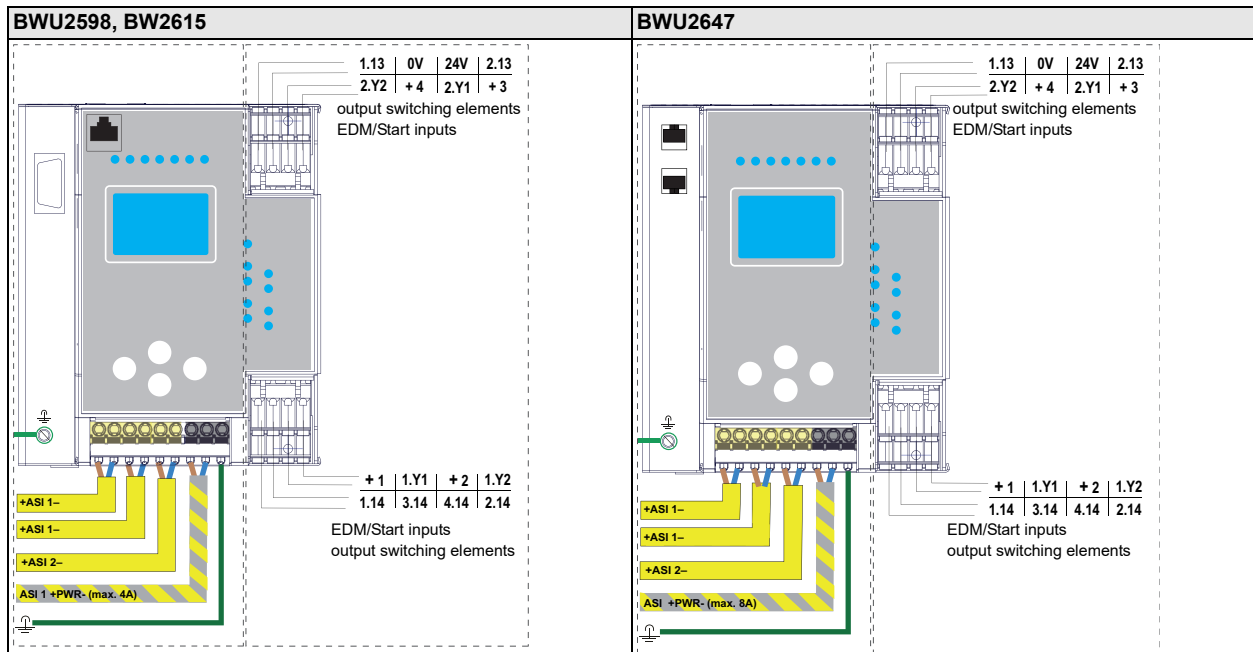 BWU2598, BW2615
1.13 | 0V | 24V | 2.13
2.Y2 | + 4 | 2.Y1 | + 3
output switching elements
EDM/Start inputs
+ 1 | 1.Y1 | + 2 | 1.Y2
1.14 | 3.14 | 4.14 | 2.14
EDM/Start inputs
output switching elements
+ASI 1–
+ASI 1–
+ASI 2–
ASI 1 +PWR- (max. 4A)
BWU2647
1.13 | 0V | 24V | 2.13
2.Y2 | + 4 | 2.Y1 | + 3
output switching elements
EDM/Start inputs
+ 1 | 1.Y1 | + 2 | 1.Y2
1.14 | 3.14 | 4.14 | 2.14
EDM/Start inputs
output switching elements
+ASI 1–
+ASI 1–
+ASI 2–
ASI +PWR- (max. 8A)